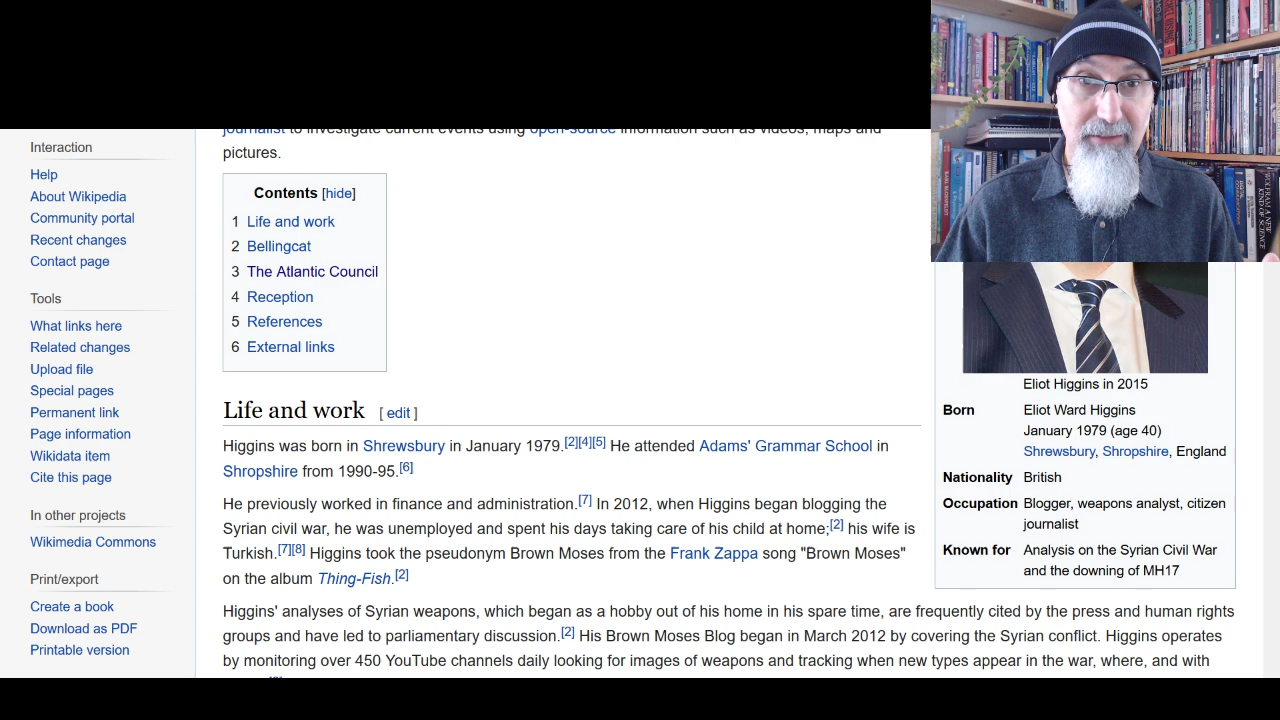 journalist to investigate current events using open-source information such as videos, maps and
pictures.
Interaction
Help
About Wikipedia
Community portal
Recent changes
Contact page
Tools
What links here
Related changes
Upload file
Special pages
Permanent link
Page information
Wikidata item
Cite this page
In other projects
Wikimedia Commons
Print/export
Create a book
Download as PDF
Printable version
Contents [hide]
1 Life and work
2 Bellingcat
3 The Atlantic Council
4 Reception
5 References
6 External links
Life and work [ edit ]
Higgins was born in Shrewsbury in January 1979.[2][4][5] He attended Adams' Grammar School in
Shropshire from 1990-95.[6]
He previously worked in finance and administration.[7] In 2012, when Higgins began blogging the
Syrian civil war, he was unemployed and spent his days taking care of his child at home;[2] his wife is
Turkish.[7][8] Higgins took the pseudonym Brown Moses from the Frank Zappa song "Brown Moses"
on the album Thing-Fish.[2]
Higgins' analyses of Syrian weapons, which began as a hobby out of his home in his spare time, are frequently cited by the press and human rights
groups and have led to parliamentary discussion.[2] His Brown Moses Blog began in March 2012 by covering the Syrian conflict. Higgins operates
by monitoring over 450 YouTube channels daily looking for images of weapons and tracking when new types appear in the war, where, and with
Eliot Higgins in 2015
Born Eliot Ward Higgins
January 1979 (age 40)
Shrewsbury, Shropshire, England
Nationality British
Occupation Blogger, weapons analyst, citizen
journalist
Known for Analysis on the Syrian Civil War
and the downing of MH17
WOLFRAM A NEW
KIND OF SCIENCE